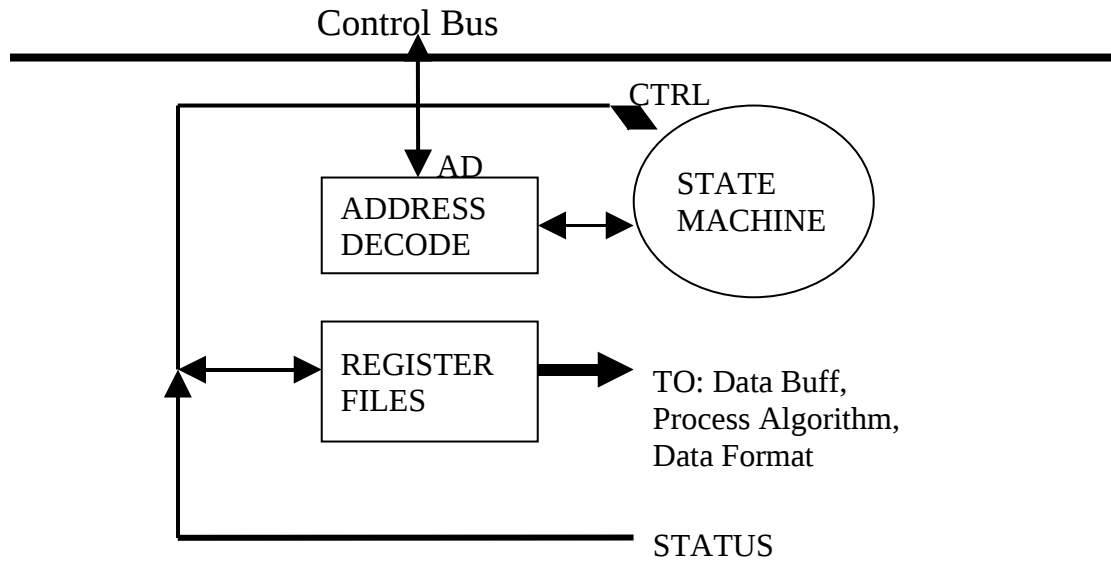 Control Bus
CTRL
AD
ADDRESS
DECODE
STATE
MACHINE
REGISTER
FILES
TO: Data Buff,
Process Algorithm,
Data Format
STATUS